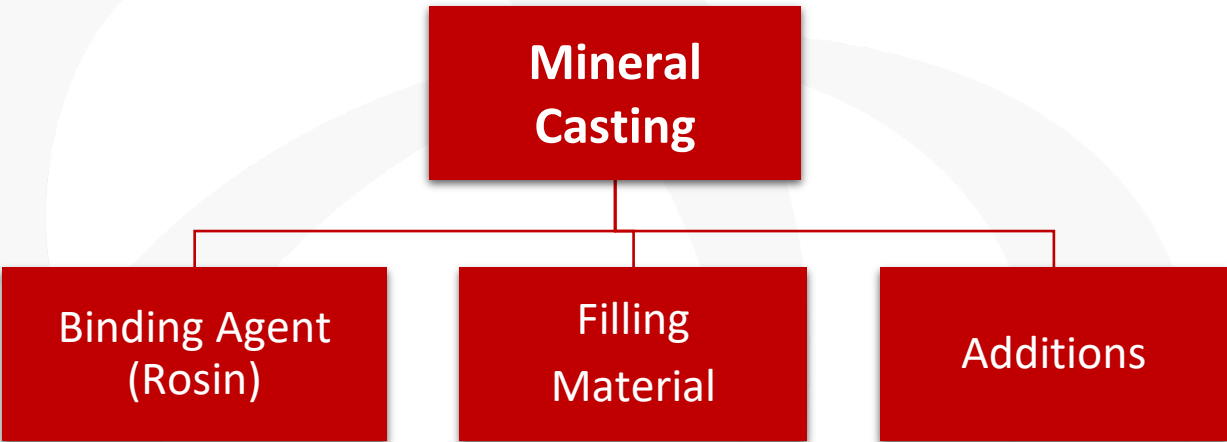 Mineral
Casting
Binding Agent
(Rosin)
Filling
Material
Additions